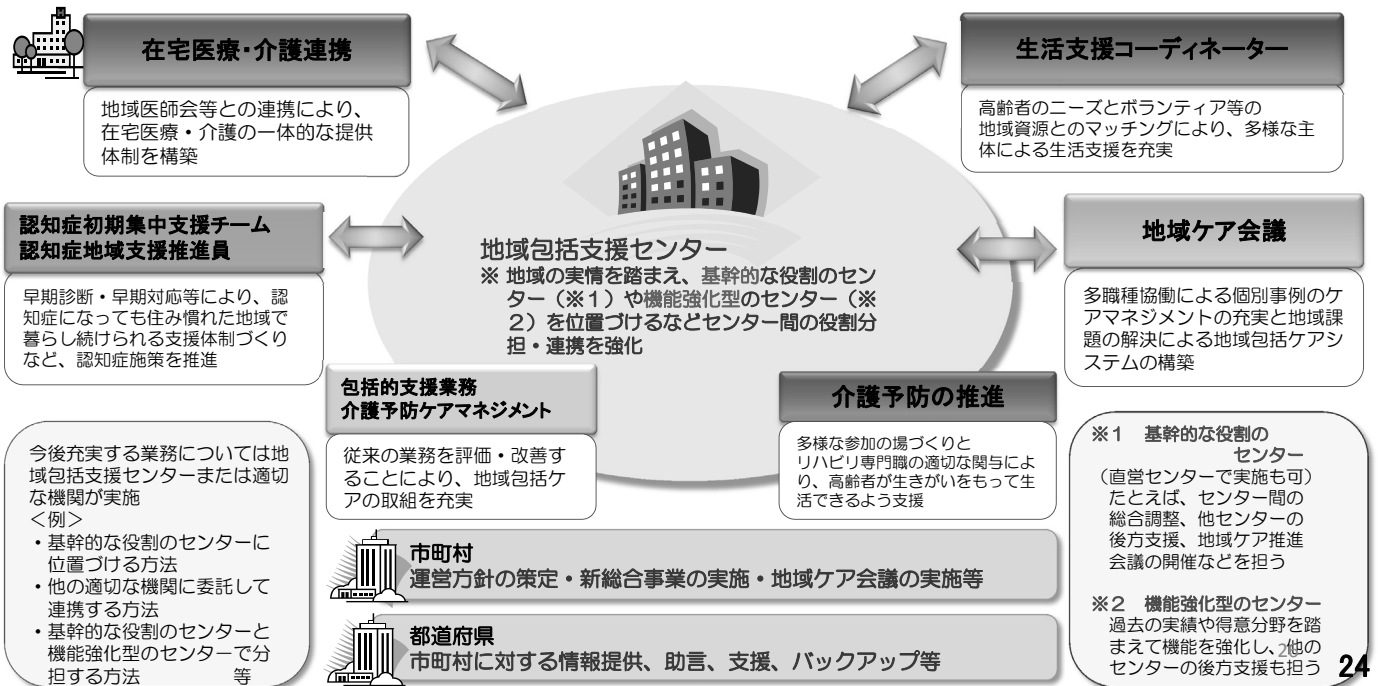 在宅医療・介護連携
地域医師会等との連携により、
在宅医療・介護の一体的な提供
体制を構築
生活支援コーディネーター
高齢者のニーズとボランティア等の
地域資源とのマッチングにより、多様な主
体による生活支援を充実
認知症初期集中支援チーム
認知症地域支援推進員
早期診断・早期対応等により、認
知症になっても住み慣れた地域で
暮らし続けられる支援体制づくり
など、認知症施策を推進
地域包括支援センター
※ 地域の実情を踏まえ、基幹的な役割のセン
ター（※１）や機能強化型のセンター（※
２）を位置づけるなどセンター間の役割分
担・連携を強化
地域ケア会議
多職種協働による個別事例のケ
アマネジメントの充実と地域課
題の解決による地域包括ケアシ
ステムの構築
包括的支援業務
介護予防ケアマネジメント
従来の業務を評価・改善す
ることにより、地域包括ケ
アの取組を充実
介護予防の推進
多様な参加の場づくりと
リハビリ専門職の適切な関与によ
り、高齢者が生きがいをもって生
活できるよう支援
今後充実する業務については地
域包括支援センターまたは適切
な機関が実施
＜例＞
・基幹的な役割のセンターに
位置づける方法
・他の適切な機関に委託して
連携する方法
・基幹的な役割のセンターと
機能強化型のセンターで分
担する方法　　　　等
市町村
運営方針の策定・新総合事業の実施・地域ケア会議の実施等
都道府県
市町村に対する情報提供、助言、支援、バックアップ等
※１　基幹的な役割の
センター
（直営センターで実施も可）
たとえば、センター間の
総合調整、他センターの
後方支援、地域ケア推進
会議の開催などを担う
※２　機能強化型のセンター
過去の実績や得意分野を踏
まえて機能を強化し、他の
センターの後方支援も担う
24